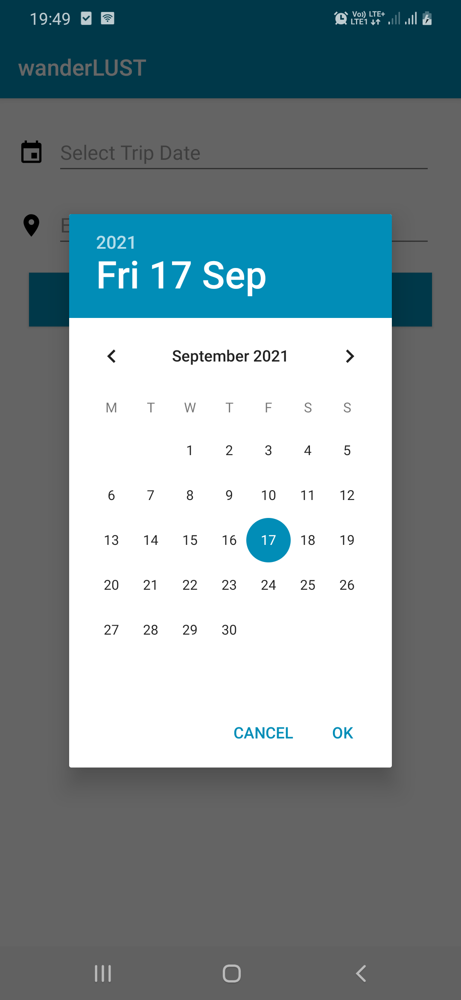 19:49
Vo)) LTE+
LTE1
wanderLUST
Select Trip Date
E
2021
Fri 17 Sep
September 2021
M T W T F S S
1 2 3 4 5
6 7 8 9 10 11 12
13 14 15 16 17 18 19
20 21 22 23 24 25 26
27 28 29 30
CANCEL OK